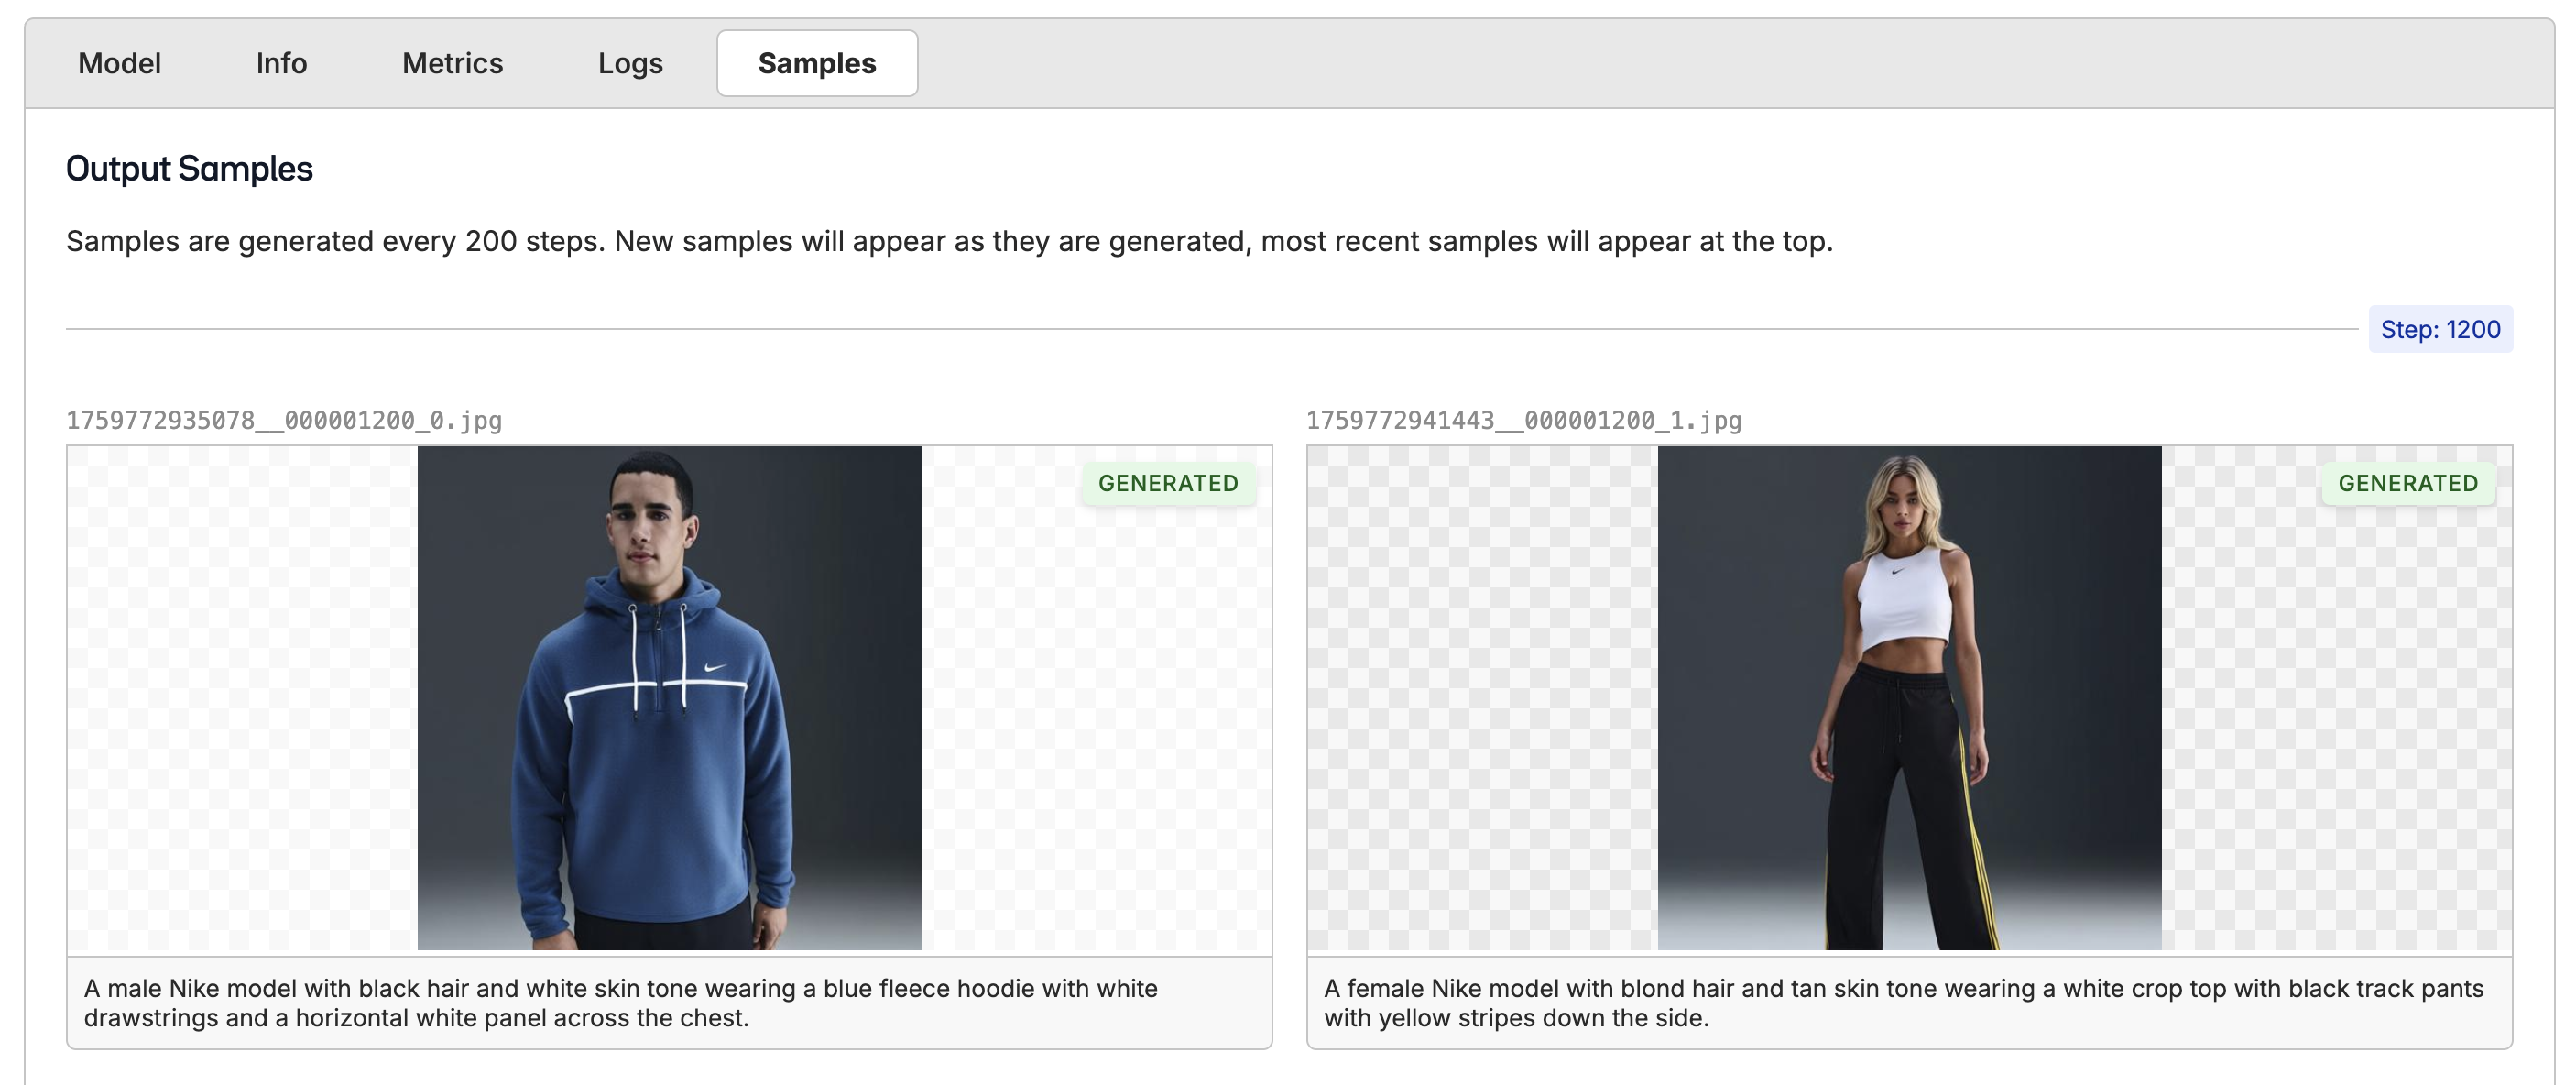 Model Info Metrics Logs Samples
Output Samples
Samples are generated every 200 steps. New samples will appear as they are generated, most recent samples will appear at the top.
Step: 1200
1759772935078__000001200_0.jpg
GENERATED
A male Nike model with black hair and white skin tone wearing a blue fleece hoodie with white
drawstrings and a horizontal white panel across the chest.
1759772941443__000001200_1.jpg
GENERATED
A female Nike model with blond hair and tan skin tone wearing a white crop top with black track pants
with yellow stripes down the side.